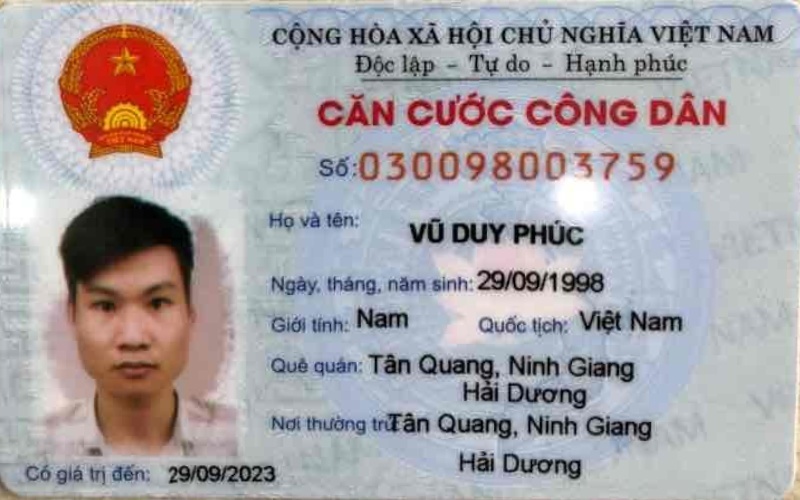 CỘNG HÒA XÃ HỘI CHỦ NGHĨA VIỆT NAM
Độc lập - Tự do - Hạnh phúc
CĂN CƯỚC CÔNG DÂN
Số: 030098003759
Họ và tên: VŨ DUY PHÚC
Ngày, tháng, năm sinh: 29/09/1998
Giới tính: Nam Quốc tịch: Việt Nam
Quê quán: Tân Quang, Ninh Giang
Hải Dương
Nơi thường trú: Tân Quang, Ninh Giang
Hải Dương
Có giá trị đến: 29/09/2023